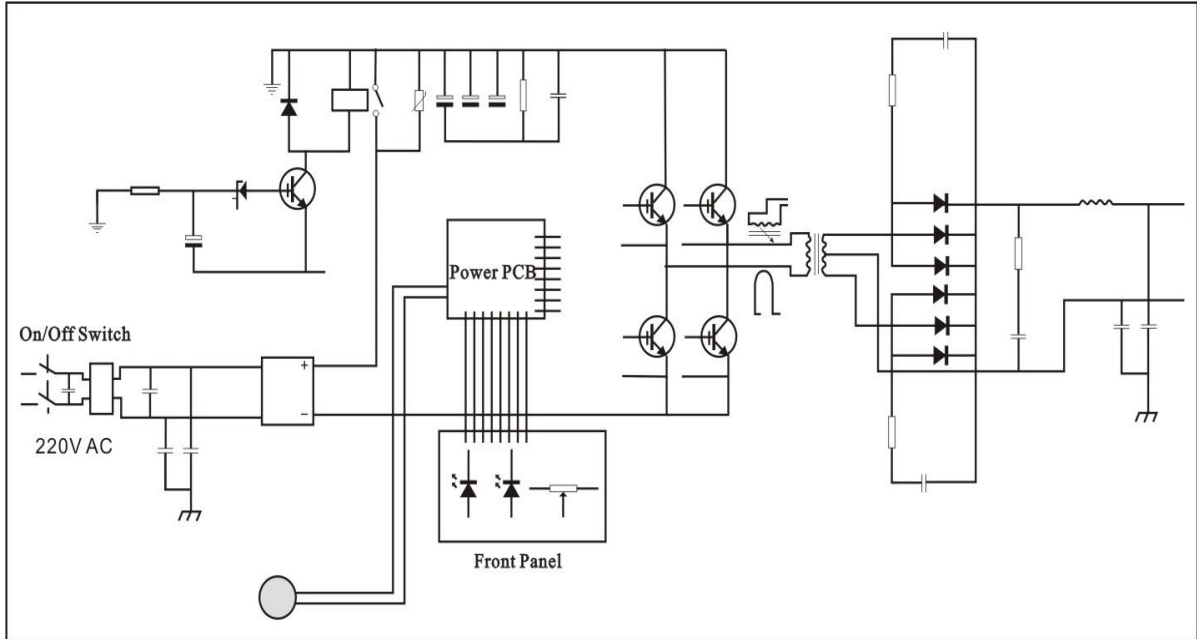 Power PCB
On/Off Switch
+
−
220V AC
Front Panel